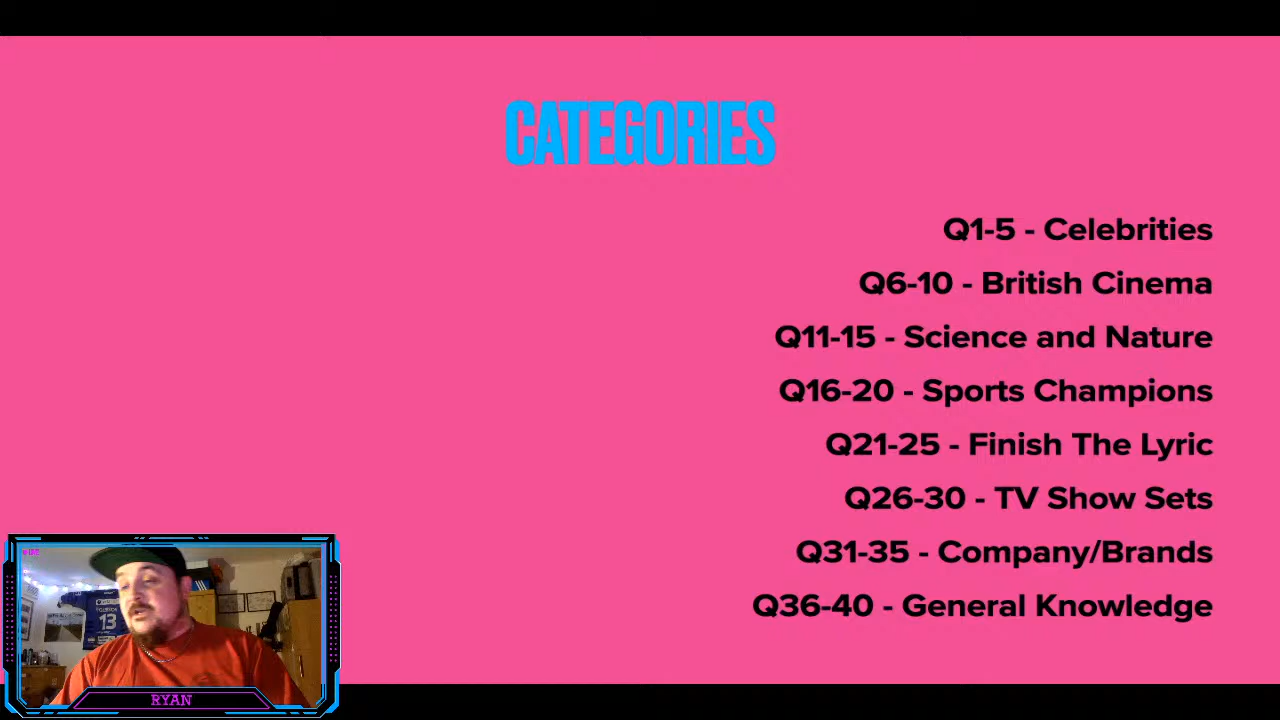 CATEGORIES
Q1-5 - Celebrities
Q6-10 - British Cinema
Q11-15 - Science and Nature
Q16-20 - Sports Champions
Q21-25 - Finish The Lyric
Q26-30 - TV Show Sets
Q31-35 - Company/Brands
Q36-40 - General Knowledge
13
RYAN